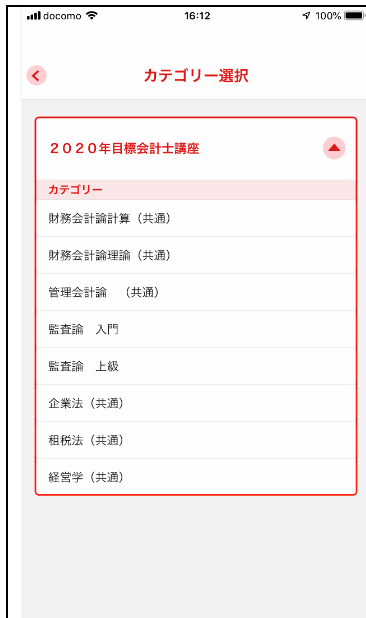 docomo 16:12 100%
カテゴリー選択
２０２０年目標会計士講座
カテゴリー
財務会計論計算（共通）
財務会計論理論（共通）
管理会計論　（共通）
監査論　入門
監査論　上級
企業法（共通）
租税法（共通）
経営学（共通）